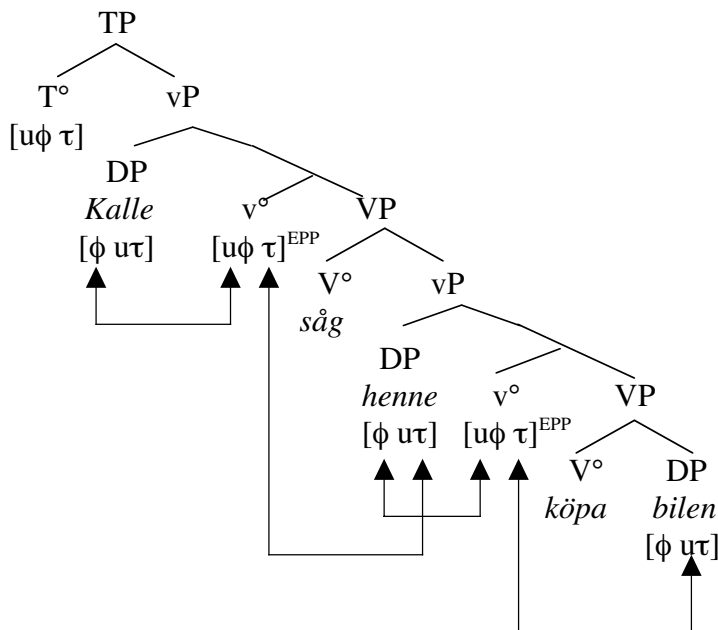 TP
T° vP
[uϕ τ]
DP
Kalle v° VP
[ϕ uτ] [uϕ τ]EPP
V° vP
såg
DP
henne v° VP
[ϕ uτ] [uϕ τ]EPP
V° DP
köpa bilen
[ϕ uτ]